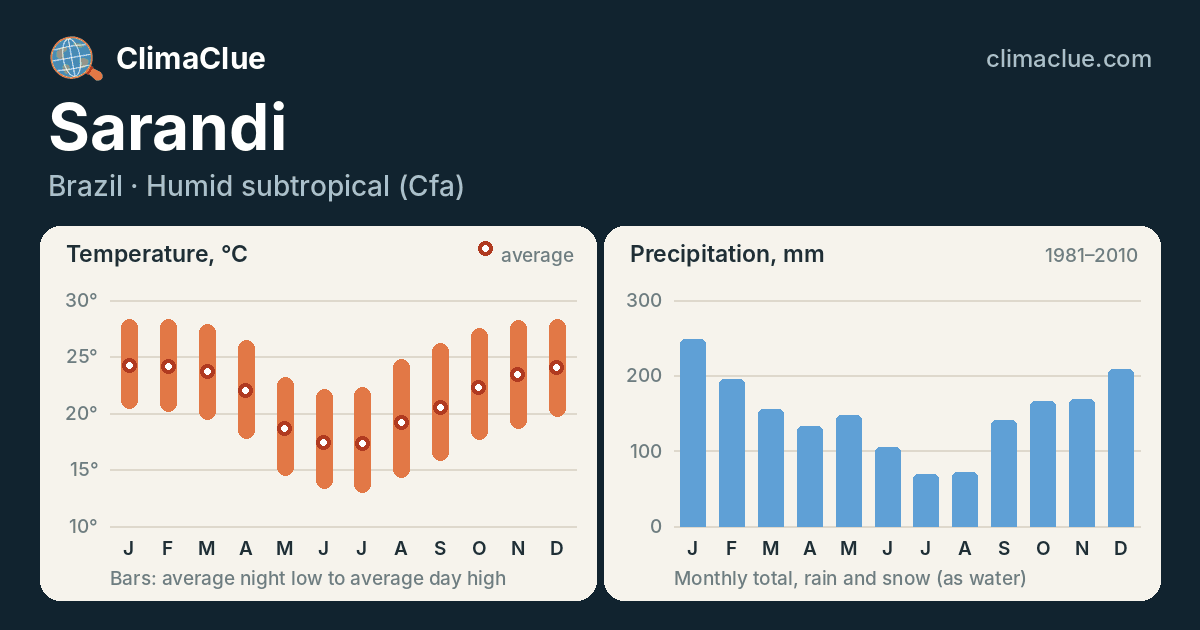 ClimaClue
climaclue.com
Sarandi
Brazil · Humid subtropical (Cfa)
Temperature, °C
average
30°
25°
20°
15°
10°
J F M A M J J A S O N D
Bars: average night low to average day high
Precipitation, mm
1981–2010
300
200
100
0
J F M A M J J A S O N D
Monthly total, rain and snow (as water)